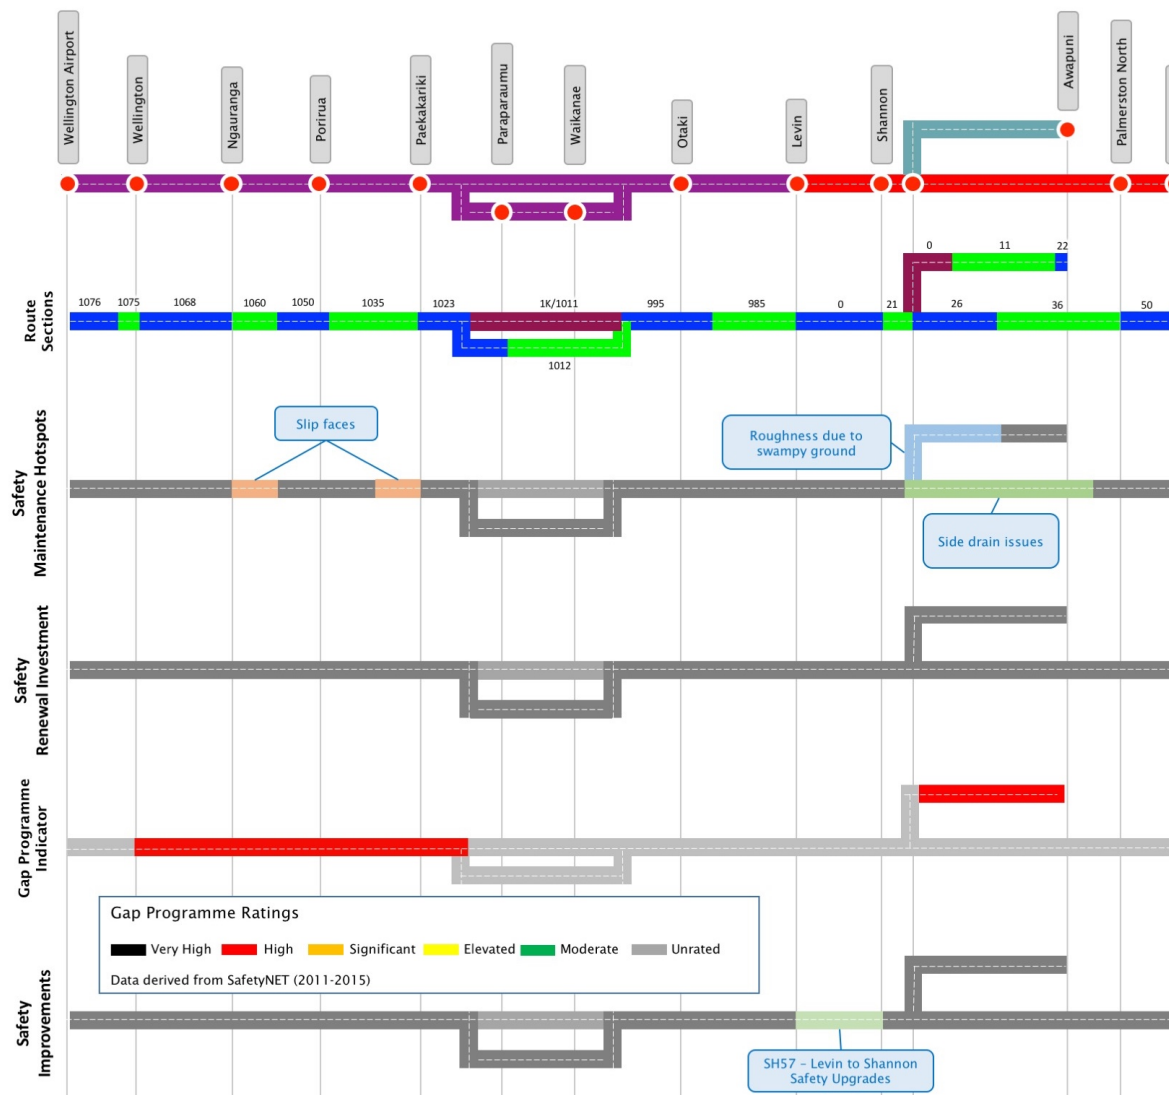 Wellington Airport
Wellington
Ngauranga
Porirua
Paekakariki
Paraparaumu
Waikanae
Otaki
Levin
Shannon
Awapuni
Palmerston North
Route
Sections
1076
1075
1068
1060
1050
1035
1023
1K/1011
1012
995
985
0
21
0
11
22
26
36
50
Safety
Maintenance Hotspots
Slip faces
Roughness due to
swampy ground
Side drain issues
Safety
Renewal Investment
Gap Programme
Indicator
Gap Programme Ratings
Very High
High
Significant
Elevated
Moderate
Unrated
Data derived from SafetyNET (2011-2015)
Safety
Improvements
SH57 – Levin to Shannon
Safety Upgrades